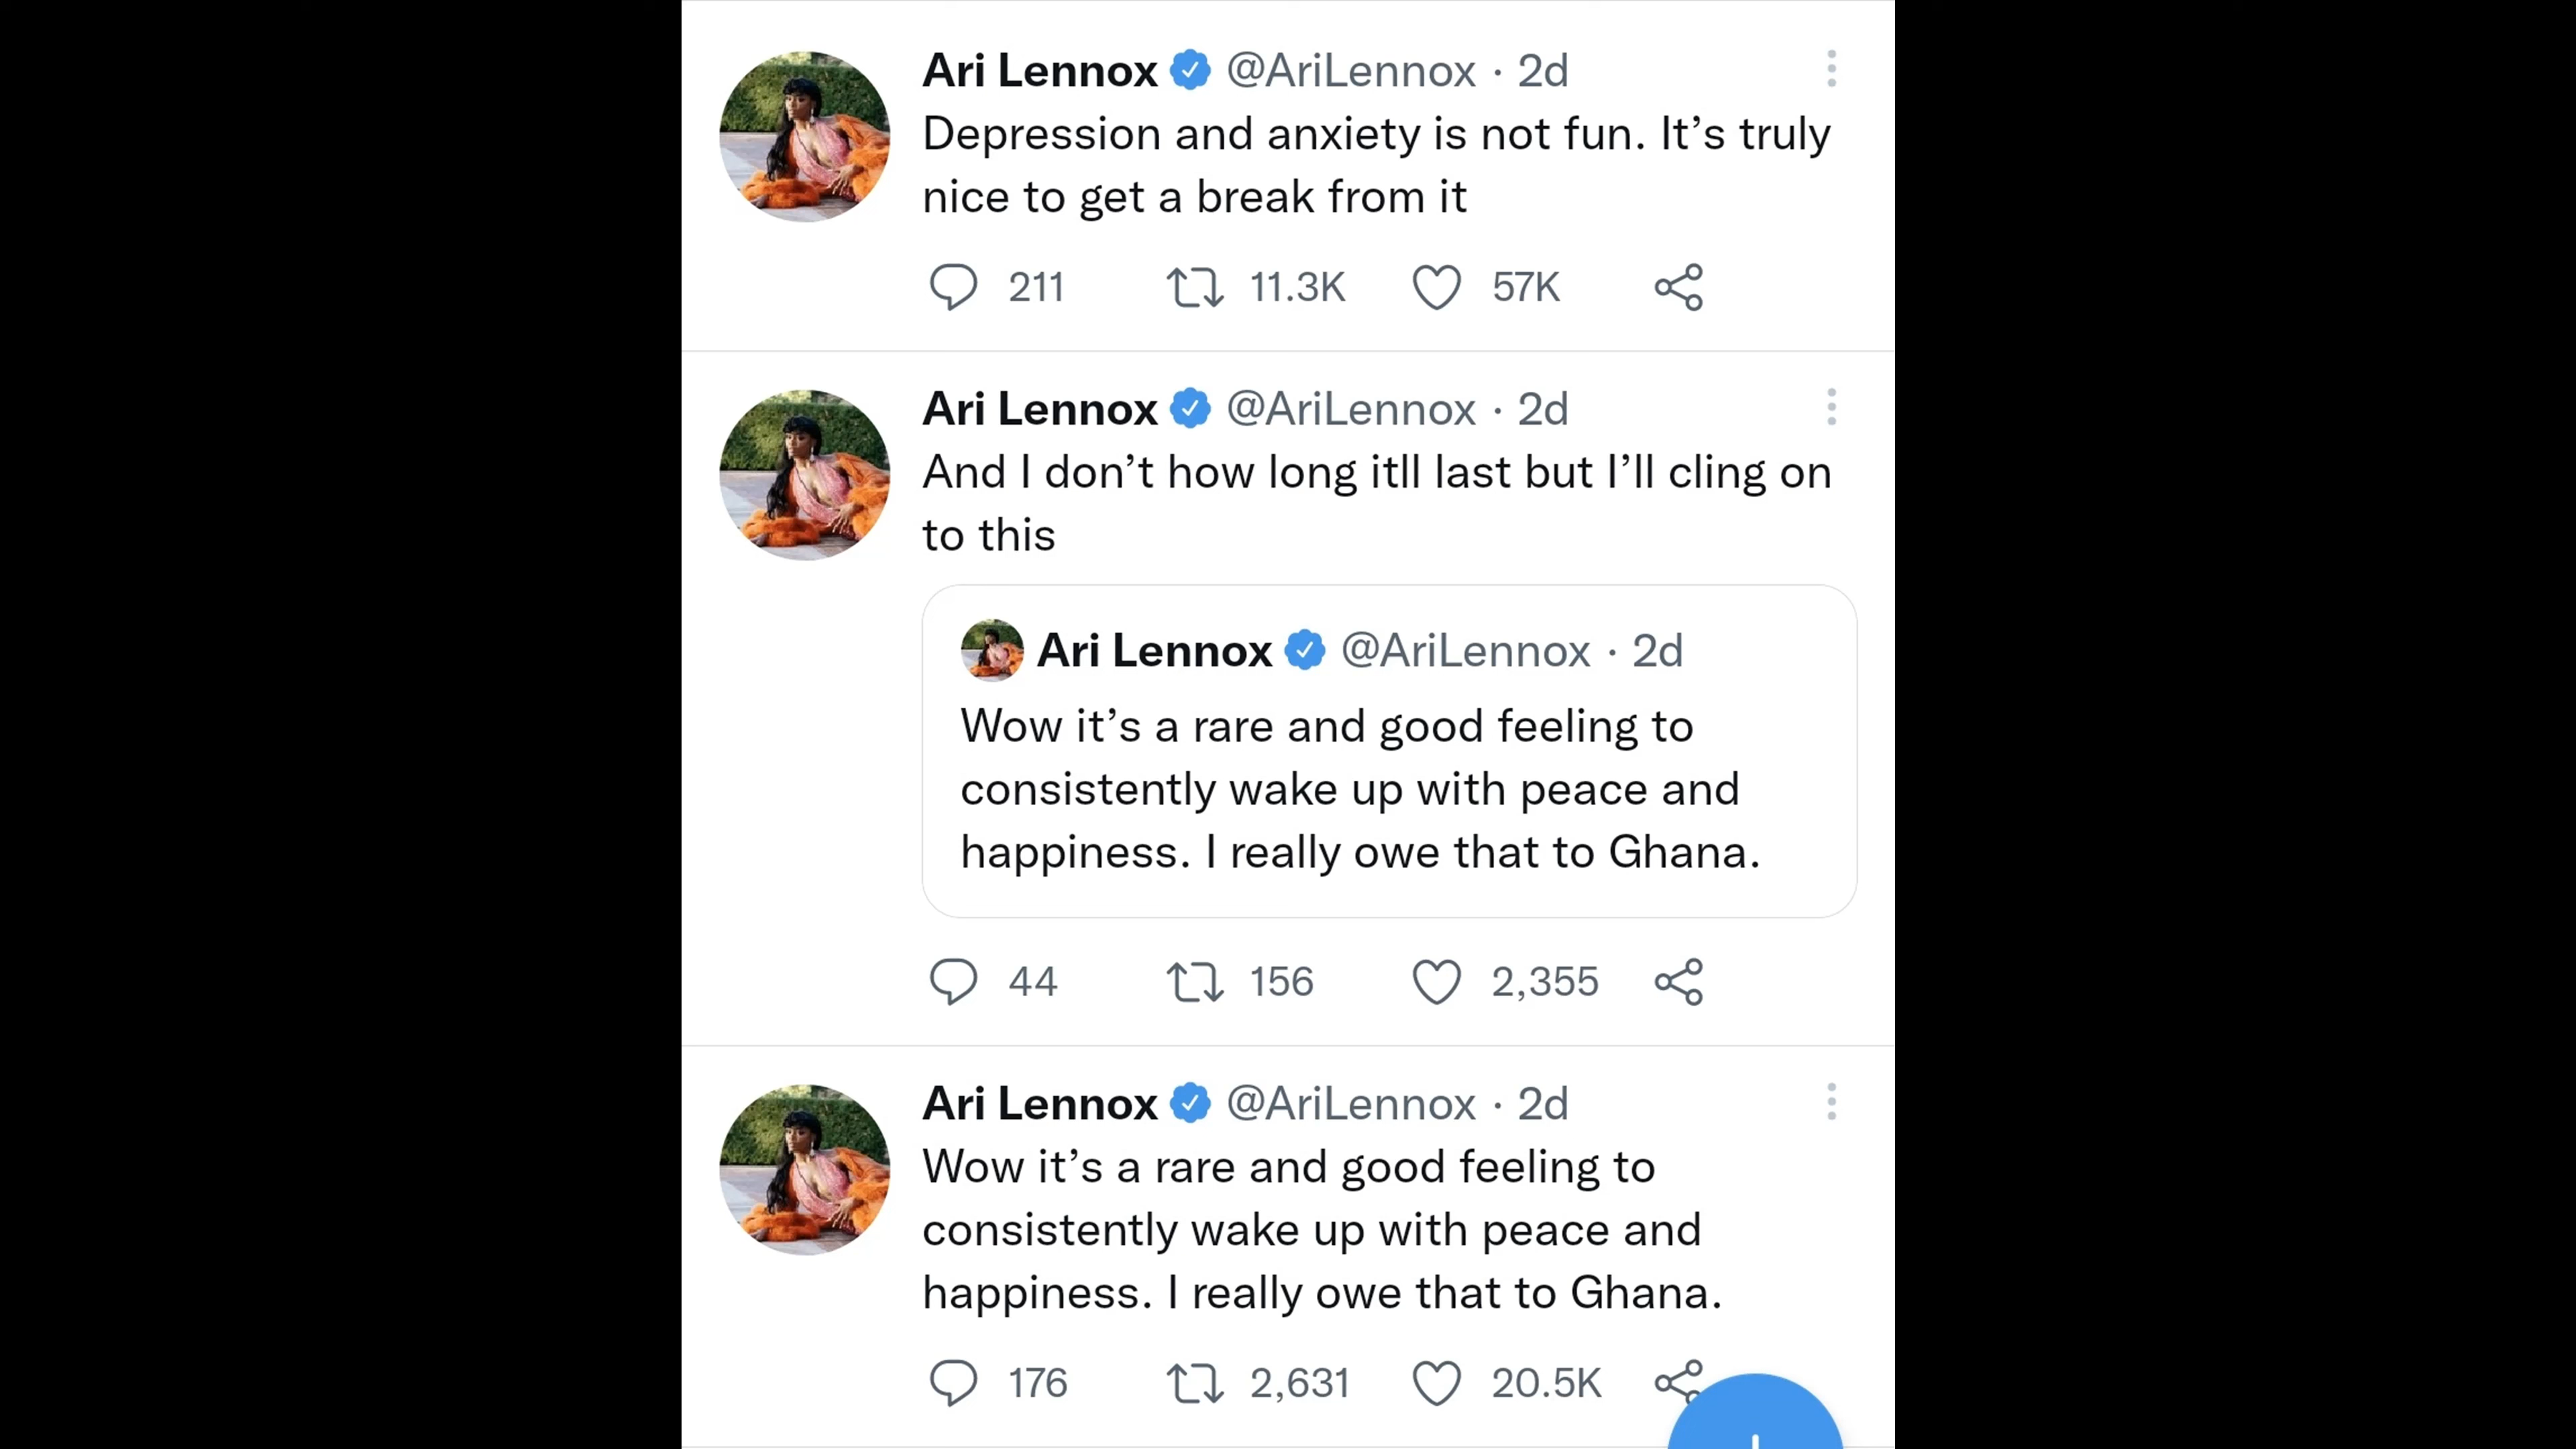 Ari Lennox @AriLennox · 2d
Depression and anxiety is not fun. It’s truly
nice to get a break from it
211 11.3K 57K
Ari Lennox @AriLennox · 2d
And I don’t how long itll last but I’ll cling on
to this
Ari Lennox @AriLennox · 2d
Wow it’s a rare and good feeling to
consistently wake up with peace and
happiness. I really owe that to Ghana.
44 156 2,355
Ari Lennox @AriLennox · 2d
Wow it’s a rare and good feeling to
consistently wake up with peace and
happiness. I really owe that to Ghana.
176 2,631 20.5K